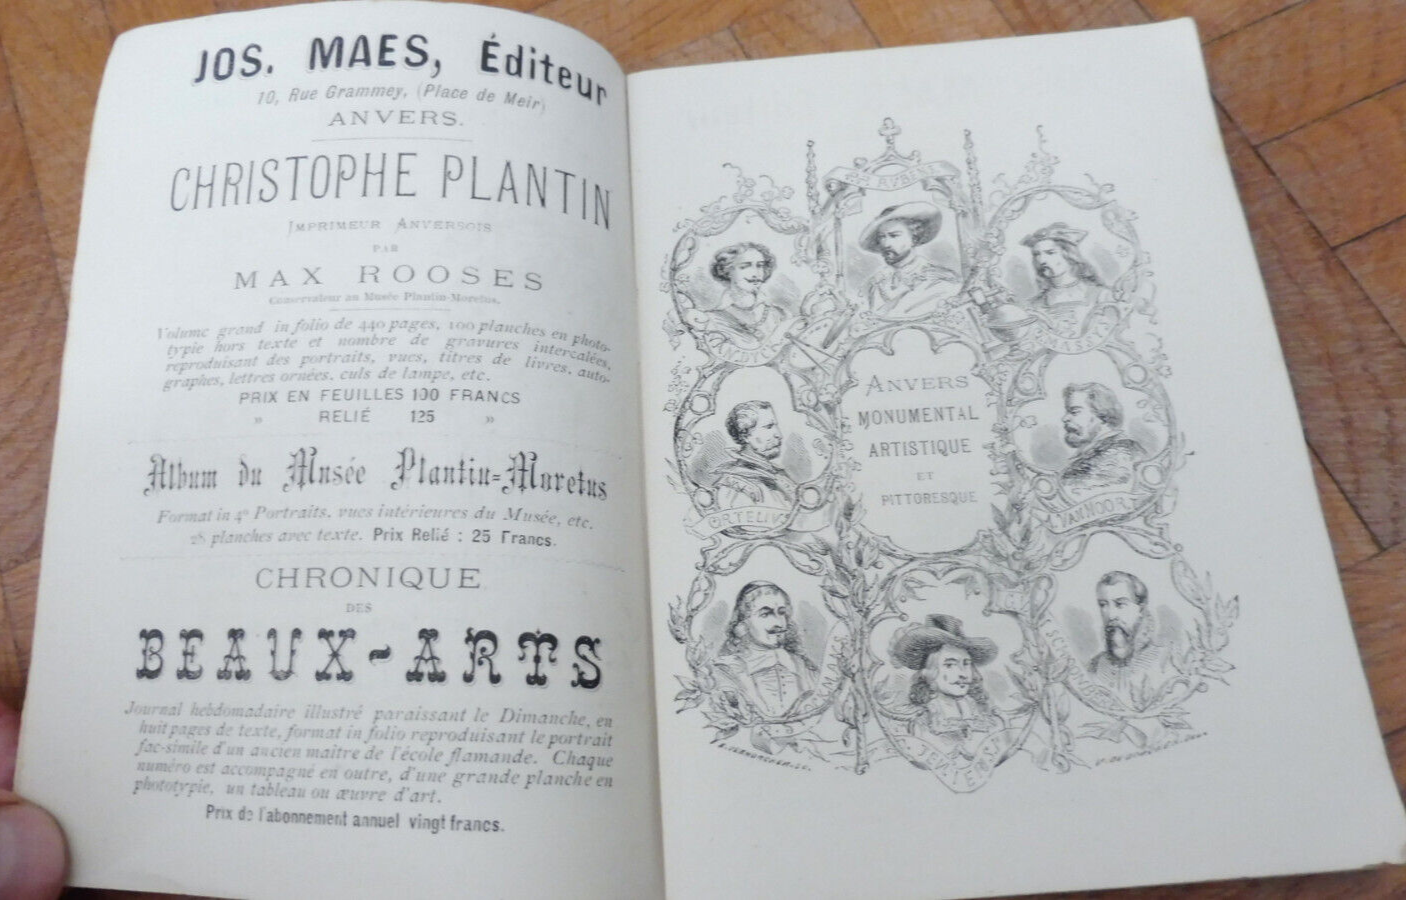 JOS. MAES, Éditeur
10, Rue Grammey, (Place de Meir)
ANVERS.
CHRISTOPHE PLANTIN
IMPRIMEUR ANVERSOIS
PAR
MAX ROOSES
Conservateur au Musée Plantin-Moretus,
Volume grand in folio de 440 pages, 100 planches en photo-
typie hors texte et nombre de gravures intercalées,
reproduisant des portraits, vues, titres de livres, auto-
graphes, lettres ornées, culs de lampe, etc.
PRIX EN FEUILLES 100 FRANCS
» RELIÉ 125 »
Album du Musée Plantin-Moretus
Format in 4º Portraits, vues intérieures du Musée, etc.
planches avec texte. Prix Relié : 25 Francs.
CHRONIQUE
DES
BEAUX-ARTS
Journal hebdomadaire illustré paraissant le Dimanche, en
huit pages de texte, format in folio reproduisant le portrait
fac-simile d'un ancien maitre de l'école flamande. Chaque
numéro est accompagné en outre, d'une grande planche en
phototypie, un tableau ou œuvre d'art.
Prix de l'abonnement annuel vingt francs.
RVBENS
VANDYCK
ANVERS
MONUMENTAL
ARTISTIQUE
ET
PITTORESQUE
ORTELIVS
VANNOORT